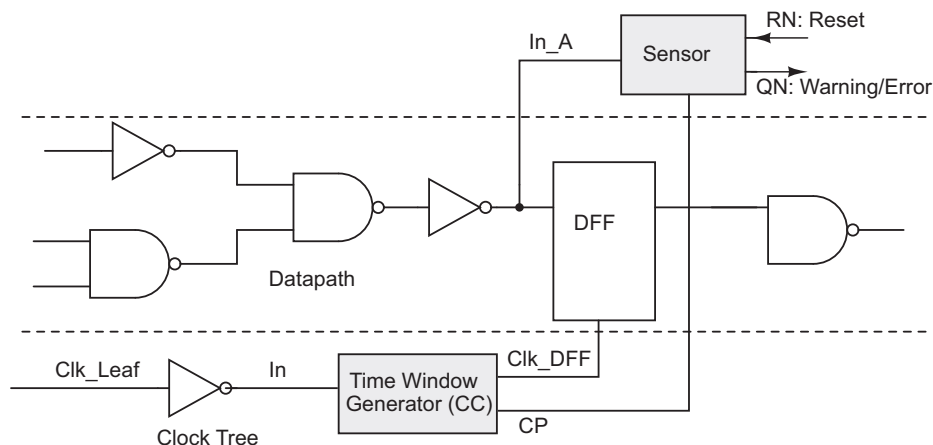 RN: Reset
In_A
Sensor
QN: Warning/Error
DFF
Datapath
Clk_Leaf
In
Clk_DFF
Time Window
Generator (CC)
CP
Clock Tree